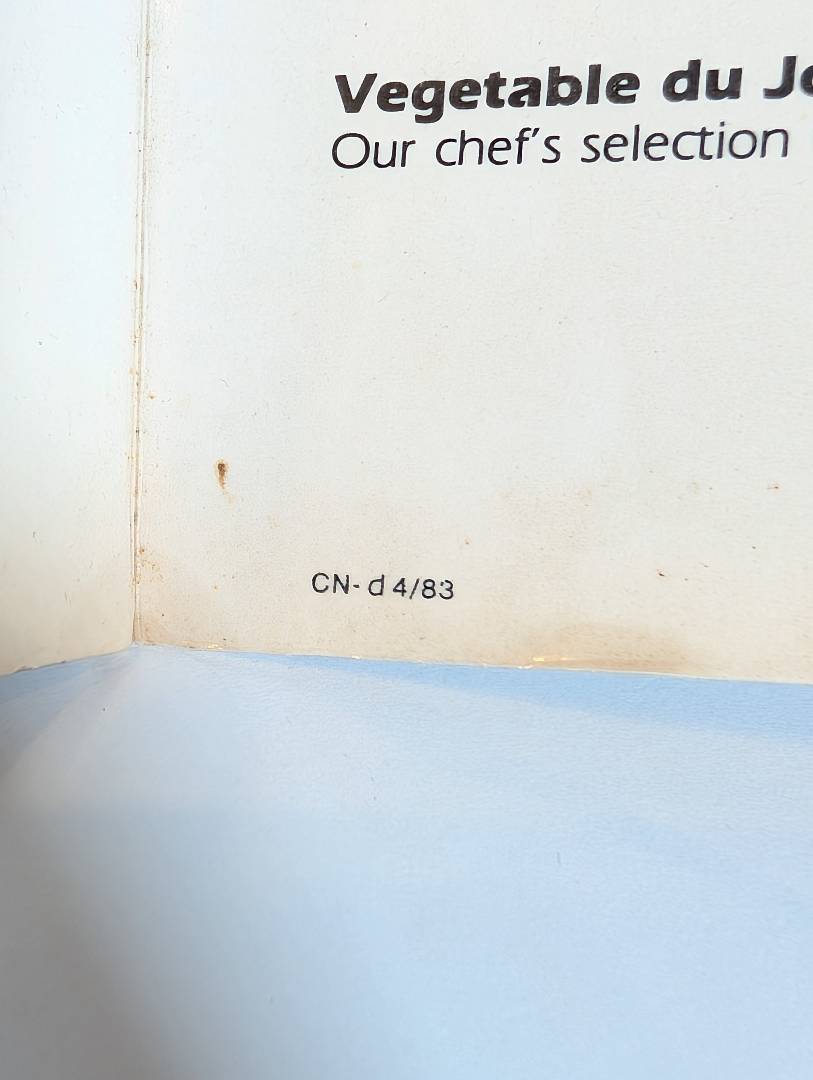 Vegetable du
Our chef's selection
CN- d 4/83